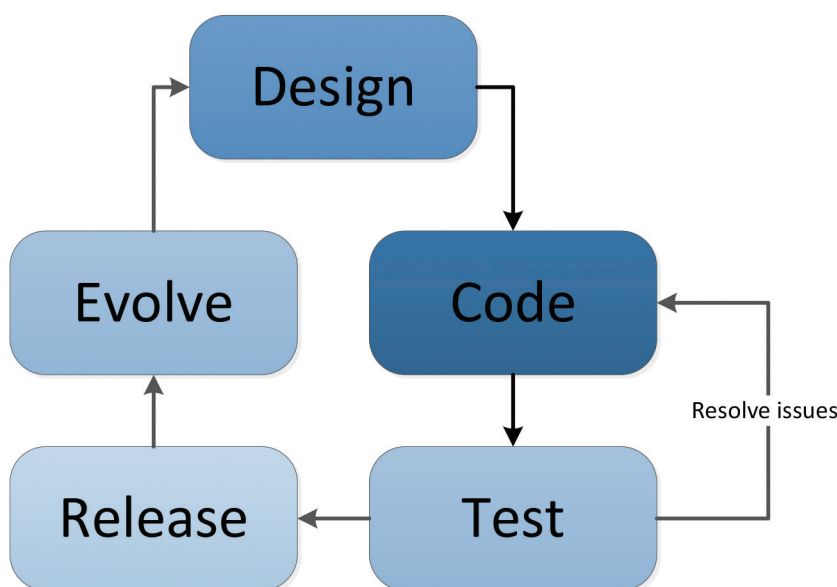 Design
Evolve
Code
Resolve issues
Release
Test